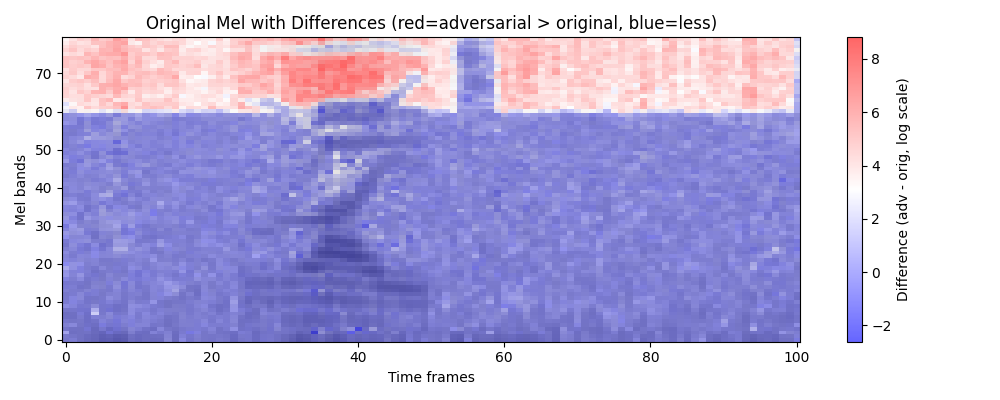 Original Mel with Differences (red=adversarial > original, blue=less)
70
60
50
40
30
20
10
0
Mel bands
0 20 40 60 80 100
Time frames
8
6
4
2
0
−2
Difference (adv - orig, log scale)